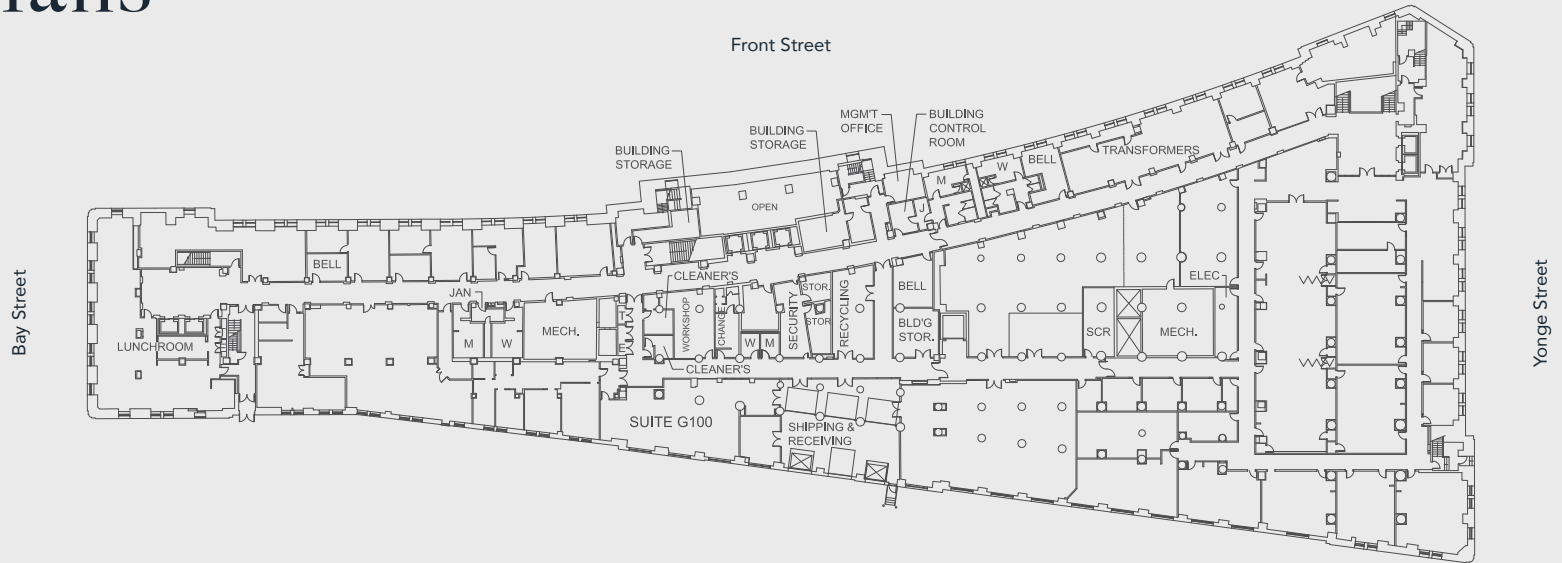 Front Street
Bay Street
Yonge Street
MGM'T
OFFICE
BUILDING
CONTROL
ROOM
BUILDING
STORAGE
BUILDING
STORAGE
TRANSFORMERS
BELL
W
M
J
OPEN
BELL
CLEANER'S
ELEC
JAN
STOR.
BELL
WORKSHOP
CHANGE
SECURITY
STOR
RECYCLING
T
E
MECH.
BLD'G
STOR.
SCR
MECH.
LUNCHROOM
M
W
W
M
CLEANER'S
SUITE G100
SHIPPING &
RECEIVING